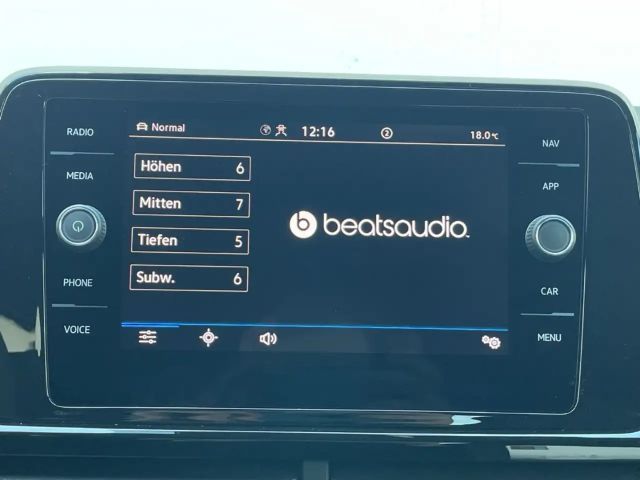 RADIO
MEDIA
PHONE
VOICE
Normal
12:16
2
18.0°C
Höhen 6
Mitten 7
Tiefen 5
Subw. 6
b beatsaudio™
NAV
APP
CAR
MENU